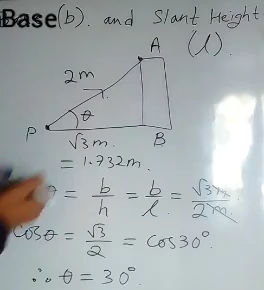 Base(b). and Slant Height
(l).
A
2m
θ
P
B
√3m.
= 1.732m.
θ = b/h = b/l = √3m/2m.
Cosθ = √3/2 = Cos30°.
∴ θ = 30°.